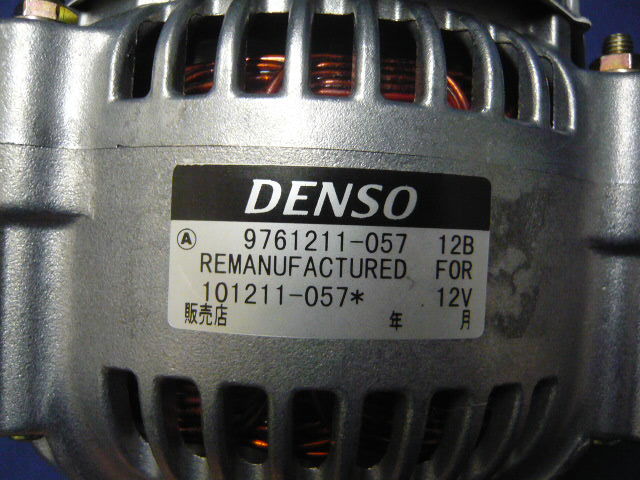 DENSO
Ⓐ 9761211-057 12B
REMANUFACTURED FOR
101211-057* 12V
販売店 年 月